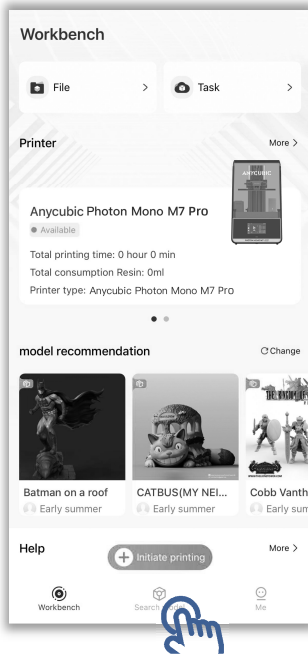 Workbench
File
Task
Printer
More
ANYCUBIC
Anycubic Photon Mono M7 Pro
Available
Total printing time: 0 hour 0 min
Total consumption Resin: 0ml
Printer type: Anycubic Photon Mono M7 Pro
model recommendation
Change
Batman on a roof
CATBUS(MY NEI...
Cobb Vanth
Early summer
Early summer
Early sum
Help
Initiate printing
More
Workbench
Search Model
Me